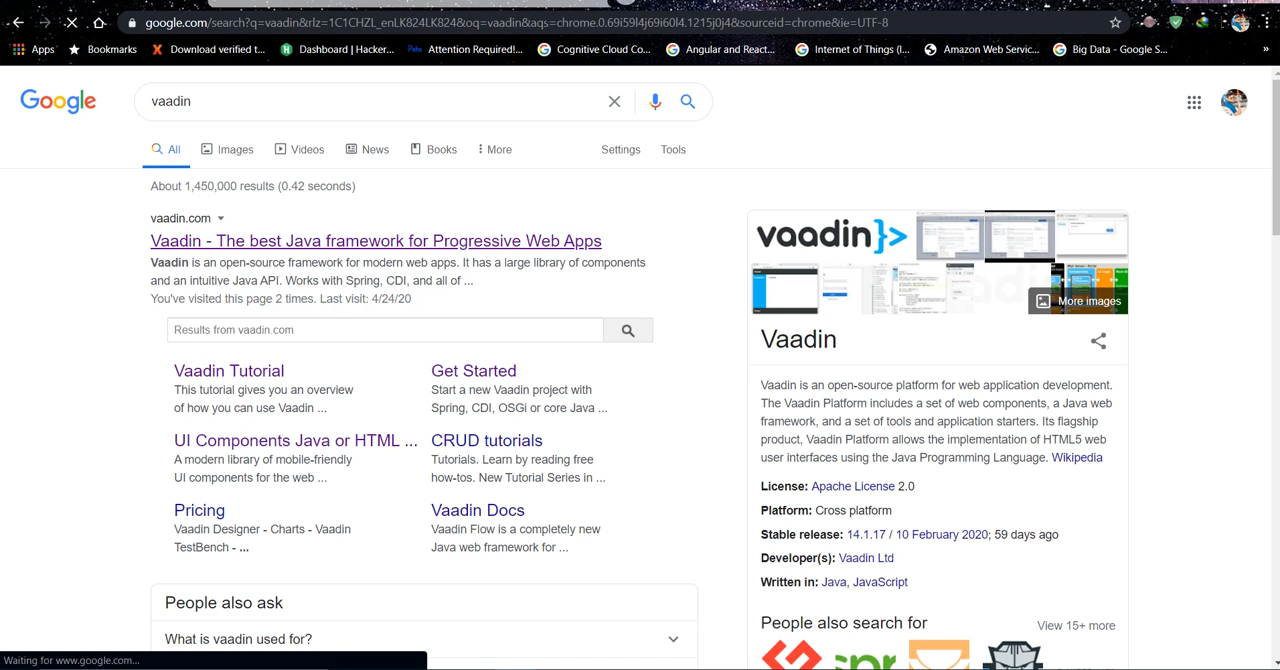 google.com/search?q=vaadin&rlz=1C1CHZL_enLK824LK824&oq=vaadin&aqs=chrome.0.69i59l4j69i60l4.1215j0j4&sourceid=chrome&ie=UTF-8
Apps Bookmarks Download verified t... Dashboard | Hacker... Attention Required!... Cognitive Cloud Co... Angular and React... Internet of Things (I... Amazon Web Servic... Big Data - Google S... »
Google vaadin
All Images Videos News Books More Settings Tools
About 1,450,000 results (0.42 seconds)
vaadin.com
Vaadin - The best Java framework for Progressive Web Apps
Vaadin is an open-source framework for modern web apps. It has a large library of components
and an intuitive Java API. Works with Spring, CDI, and all of ...
You've visited this page 2 times. Last visit: 4/24/20
Results from vaadin.com
Vaadin Tutorial
This tutorial gives you an overview
of how you can use Vaadin ...
Get Started
Start a new Vaadin project with
Spring, CDI, OSGi or core Java ...
UI Components Java or HTML ...
A modern library of mobile-friendly
UI components for the web ...
CRUD tutorials
Tutorials. Learn by reading free
how-tos. New Tutorial Series in ...
Pricing
Vaadin Designer - Charts - Vaadin
TestBench - ...
Vaadin Docs
Vaadin Flow is a completely new
Java web framework for ...
People also ask
What is vaadin used for?
vaadin}>
More images
Vaadin
Vaadin is an open-source platform for web application development.
The Vaadin Platform includes a set of web components, a Java web
framework, and a set of tools and application starters. Its flagship
product, Vaadin Platform allows the implementation of HTML5 web
user interfaces using the Java Programming Language. Wikipedia
License: Apache License 2.0
Platform: Cross platform
Stable release: 14.1.17 / 10 February 2020; 59 days ago
Developer(s): Vaadin Ltd
Written in: Java, JavaScript
People also search for View 15+ more
Waiting for www.google.com...